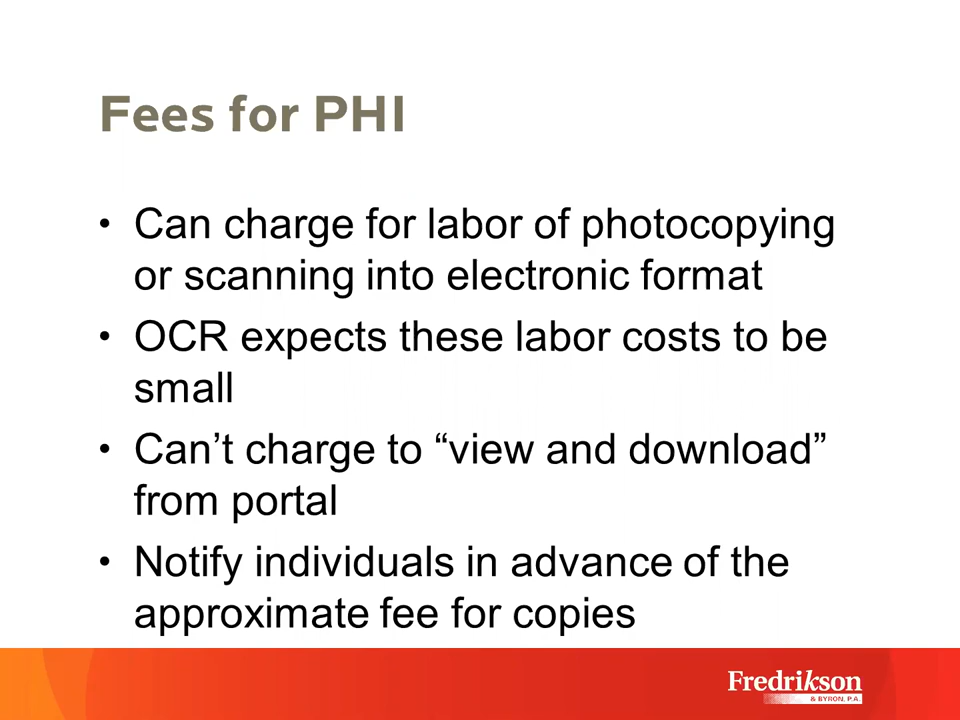 Fees for PHI
• Can charge for labor of photocopying
or scanning into electronic format
• OCR expects these labor costs to be
small
• Can’t charge to “view and download”
from portal
• Notify individuals in advance of the
approximate fee for copies
Fredrikson
& BYRON, P.A.